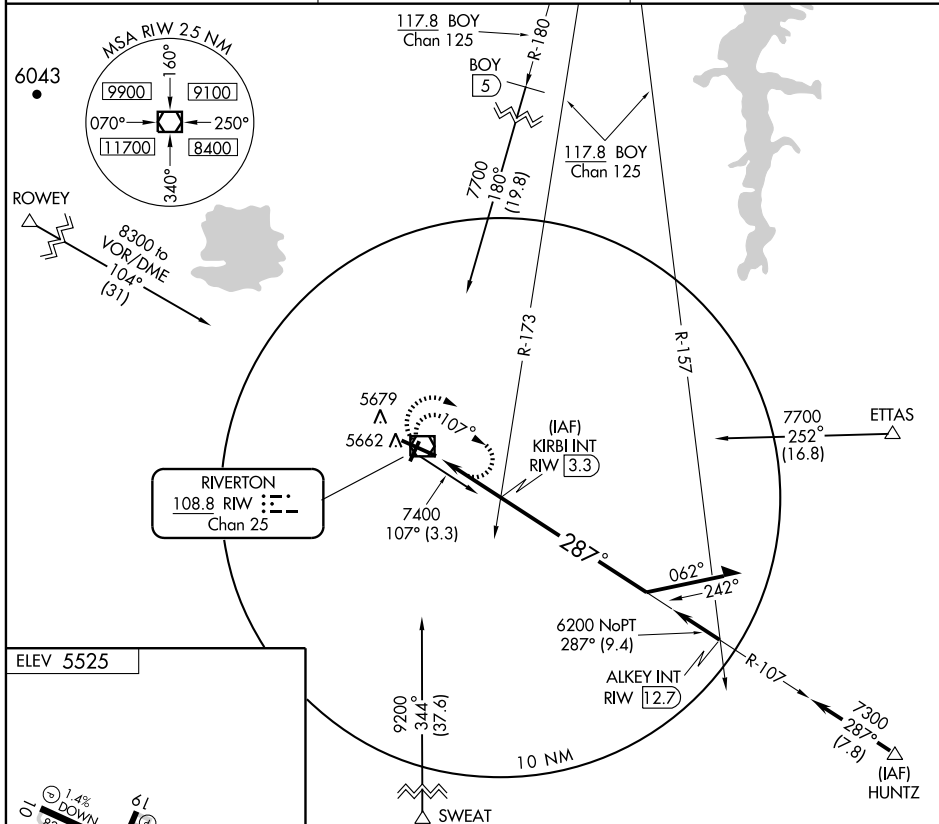 MSA RIW 25 NM
160°
9900
9100
070°
250°
11700
8400
340°
6043
ROWEY
8300 to
VOR/DME
104°
(31)
117.8 BOY
Chan 125
R-180
BOY
5
7700
180°
(19.8)
117.8 BOY
Chan 125
R-173
R-157
5679
5662
107°
(IAF)
KIRBI INT
RIW 3.3
7700
252°
(16.8)
ETTAS
RIVERTON
108.8 RIW
Chan 25
7400
107° (3.3)
287°
062°
242°
6200 NoPT
287° (9.4)
ALKEY INT
RIW 12.7
R-107
7300
287°
(7.8)
(IAF)
HUNTZ
9200
344°
(37.6)
10 NM
SWEAT
ELEV 5525
P 1.4%
DOWN
10
19